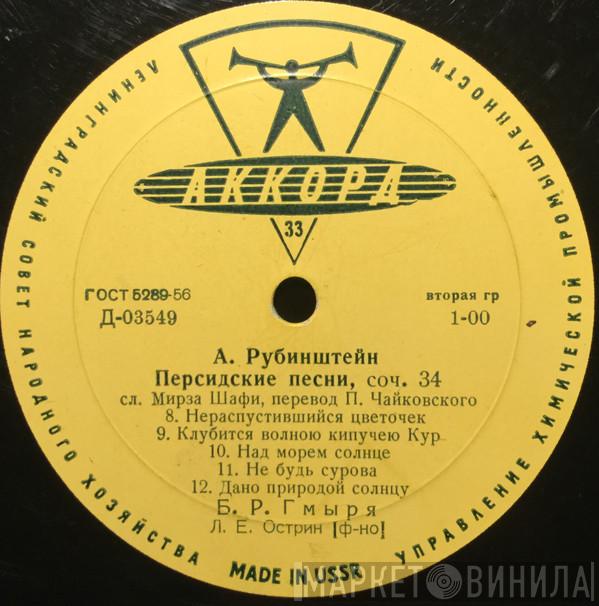 ЛЕНИНГРАДСКИЙ СОВЕТ НАРОДНОГО ХОЗЯЙСТВА
УПРАВЛЕНИЕ ХИМИЧЕСКОЙ ПРОМЫШЛЕННОСТИ
АККОРД
33
ГОСТ 5289-56
Д-03549
вторая гр
1-00
А. Рубинштейн
Персидские песни, соч. 34
сл. Мирза Шафи, перевод П. Чайковского
8. Нераспустившийся цветочек
9. Клубится волною кипучею Кур
10. Над морем солнце
11. Не будь сурова
12. Дано природой солнцу
Б. Р. Гмыря
Л. Е. Острин [ф-но]
MADE IN USSR
МАРКЕТ ВИНИЛА